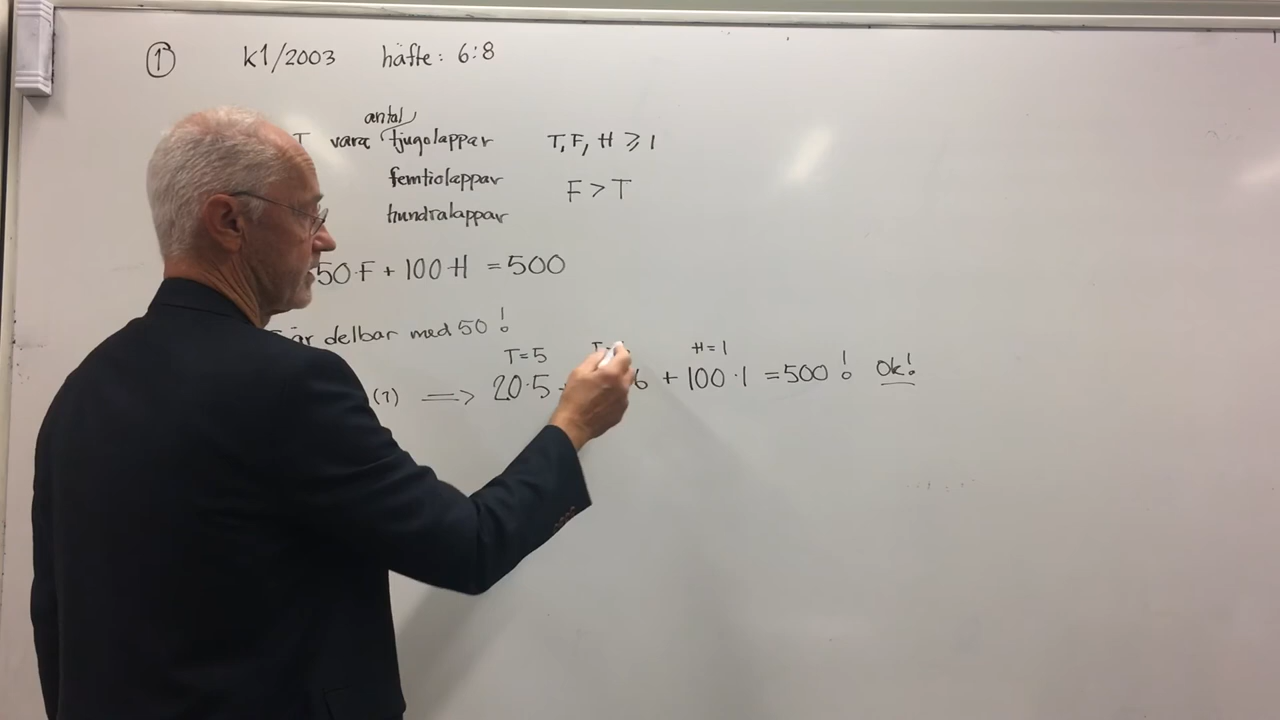 ① K1/2003 häfte: 6:8
antal
T vara tjugolappar T, F, H ≥ 1
femtiolappar F > T
hundralappar
50·F + 100·H = 500
är delbar med 50!
T=5 H=1
(1) ⟹ 20·5 6 + 100·1 = 500! Ok!